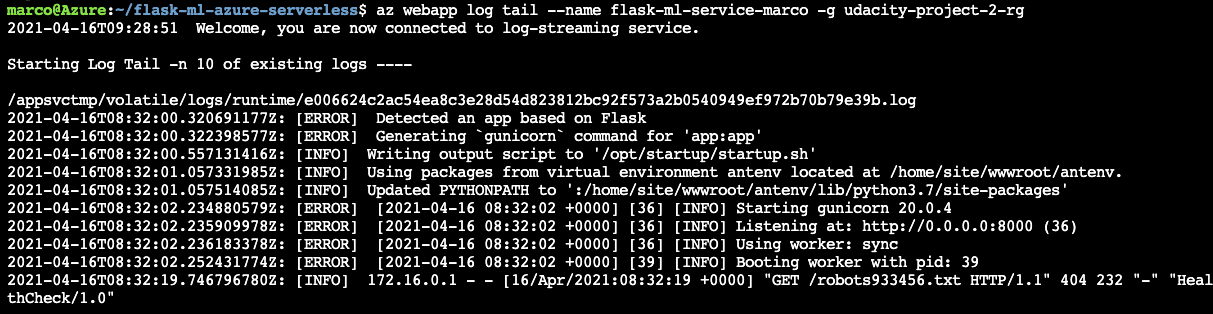 marco@Azure:~/flask-ml-azure-serverless$ az webapp log tail --name flask-ml-service-marco -g udacity-project-2-rg
2021-04-16T09:28:51  Welcome, you are now connected to log-streaming service.
Starting Log Tail -n 10 of existing logs ----
/appsvctmp/volatile/logs/runtime/e006624c2ac54ea8c3e28d54d823812bc92f573a2b0540949ef972b70b79e39b.log
2021-04-16T08:32:00.320691177Z: [ERROR]  Detected an app based on Flask
2021-04-16T08:32:00.322398577Z: [ERROR]  Generating `gunicorn` command for 'app:app'
2021-04-16T08:32:00.557131416Z: [INFO]  Writing output script to '/opt/startup/startup.sh'
2021-04-16T08:32:01.057331985Z: [INFO]  Using packages from virtual environment antenv located at /home/site/wwwroot/antenv.
2021-04-16T08:32:01.057514085Z: [INFO]  Updated PYTHONPATH to ':/home/site/wwwroot/antenv/lib/python3.7/site-packages'
2021-04-16T08:32:02.234880579Z: [ERROR]  [2021-04-16 08:32:02 +0000] [36] [INFO] Starting gunicorn 20.0.4
2021-04-16T08:32:02.235909978Z: [ERROR]  [2021-04-16 08:32:02 +0000] [36] [INFO] Listening at: http://0.0.0.0:8000 (36)
2021-04-16T08:32:02.236183378Z: [ERROR]  [2021-04-16 08:32:02 +0000] [36] [INFO] Using worker: sync
2021-04-16T08:32:02.252431774Z: [ERROR]  [2021-04-16 08:32:02 +0000] [39] [INFO] Booting worker with pid: 39
2021-04-16T08:32:19.746796780Z: [INFO]  172.16.0.1 - - [16/Apr/2021:08:32:19 +0000] "GET /robots933456.txt HTTP/1.1" 404 232 "-" "Heal
thCheck/1.0"